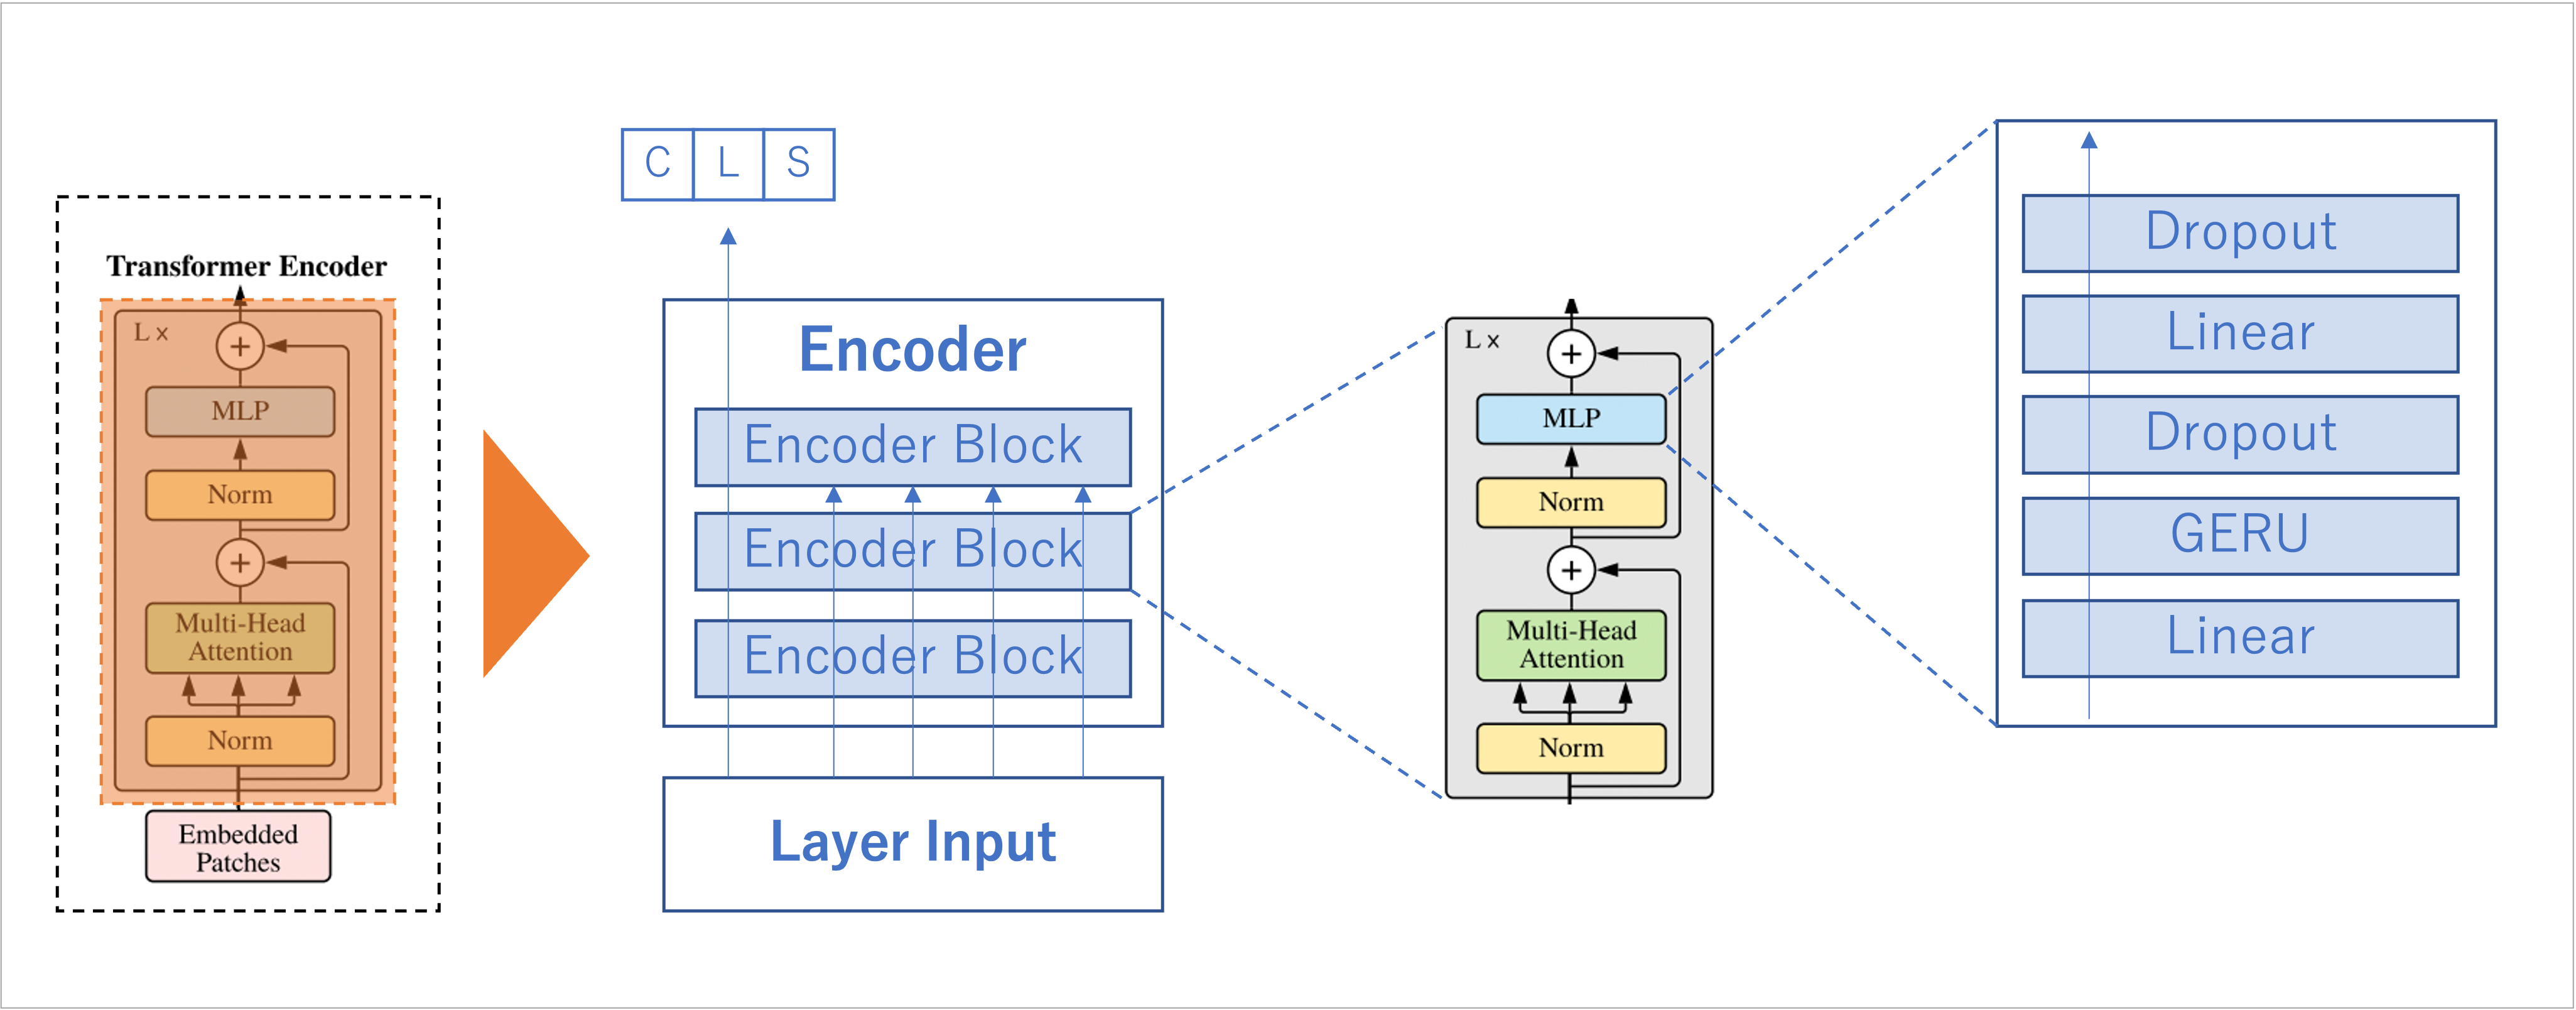 Transformer Encoder
L ×
+
MLP
Norm
+
Multi-Head
Attention
Norm
Embedded
Patches
C L S
Encoder
Encoder Block
Encoder Block
Encoder Block
Layer Input
L ×
+
MLP
Norm
+
Multi-Head
Attention
Norm
Dropout
Linear
Dropout
GERU
Linear